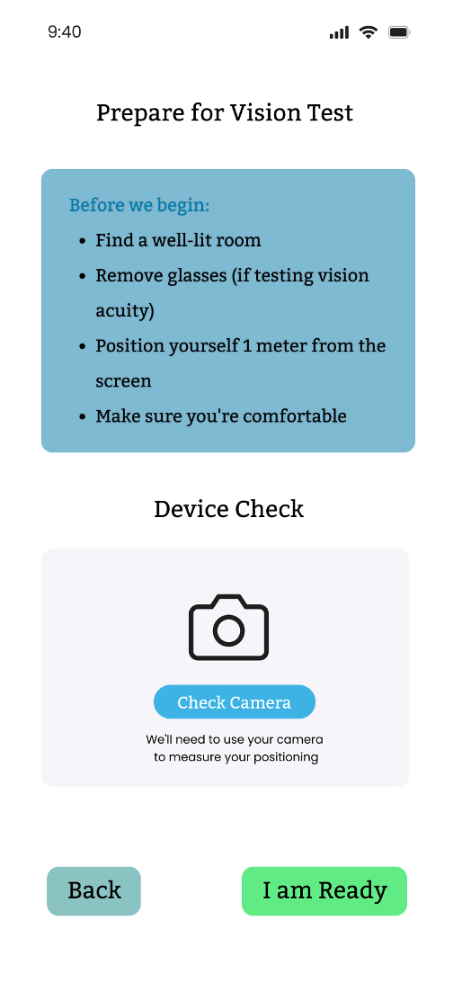 9:40
Prepare for Vision Test
Before we begin:
• Find a well-lit room
• Remove glasses (if testing vision
acuity)
• Position yourself 1 meter from the
screen
• Make sure you're comfortable
Device Check
Check Camera
We'll need to use your camera
to measure your positioning
Back
I am Ready